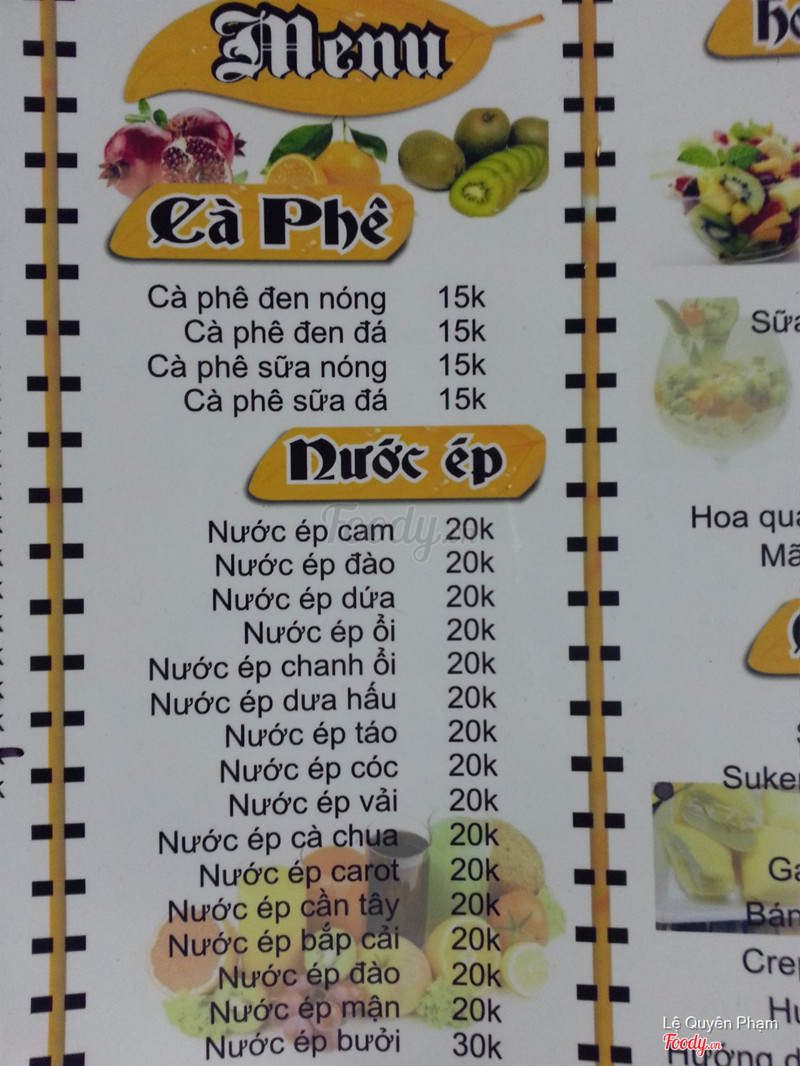 Menu
Cà Phê
Cà phê đen nóng 15k
Cà phê đen đá 15k
Cà phê sữa nóng 15k
Cà phê sữa đá 15k
Nước ép
Nước ép cam 20k
Nước ép đào 20k
Nước ép dứa 20k
Nước ép ổi 20k
Nước ép chanh ổi 20k
Nước ép dưa hấu 20k
Nước ép táo 20k
Nước ép cóc 20k
Nước ép vải 20k
Nước ép cà chua 20k
Nước ép carot 20k
Nước ép cần tây 20k
Nước ép bắp cải 20k
Nước ép đào 20k
Nước ép mận 20k
Nước ép bưởi 30k
Hoa quả
Foody.vn
Lê Quyên Phạm
Foody.vn